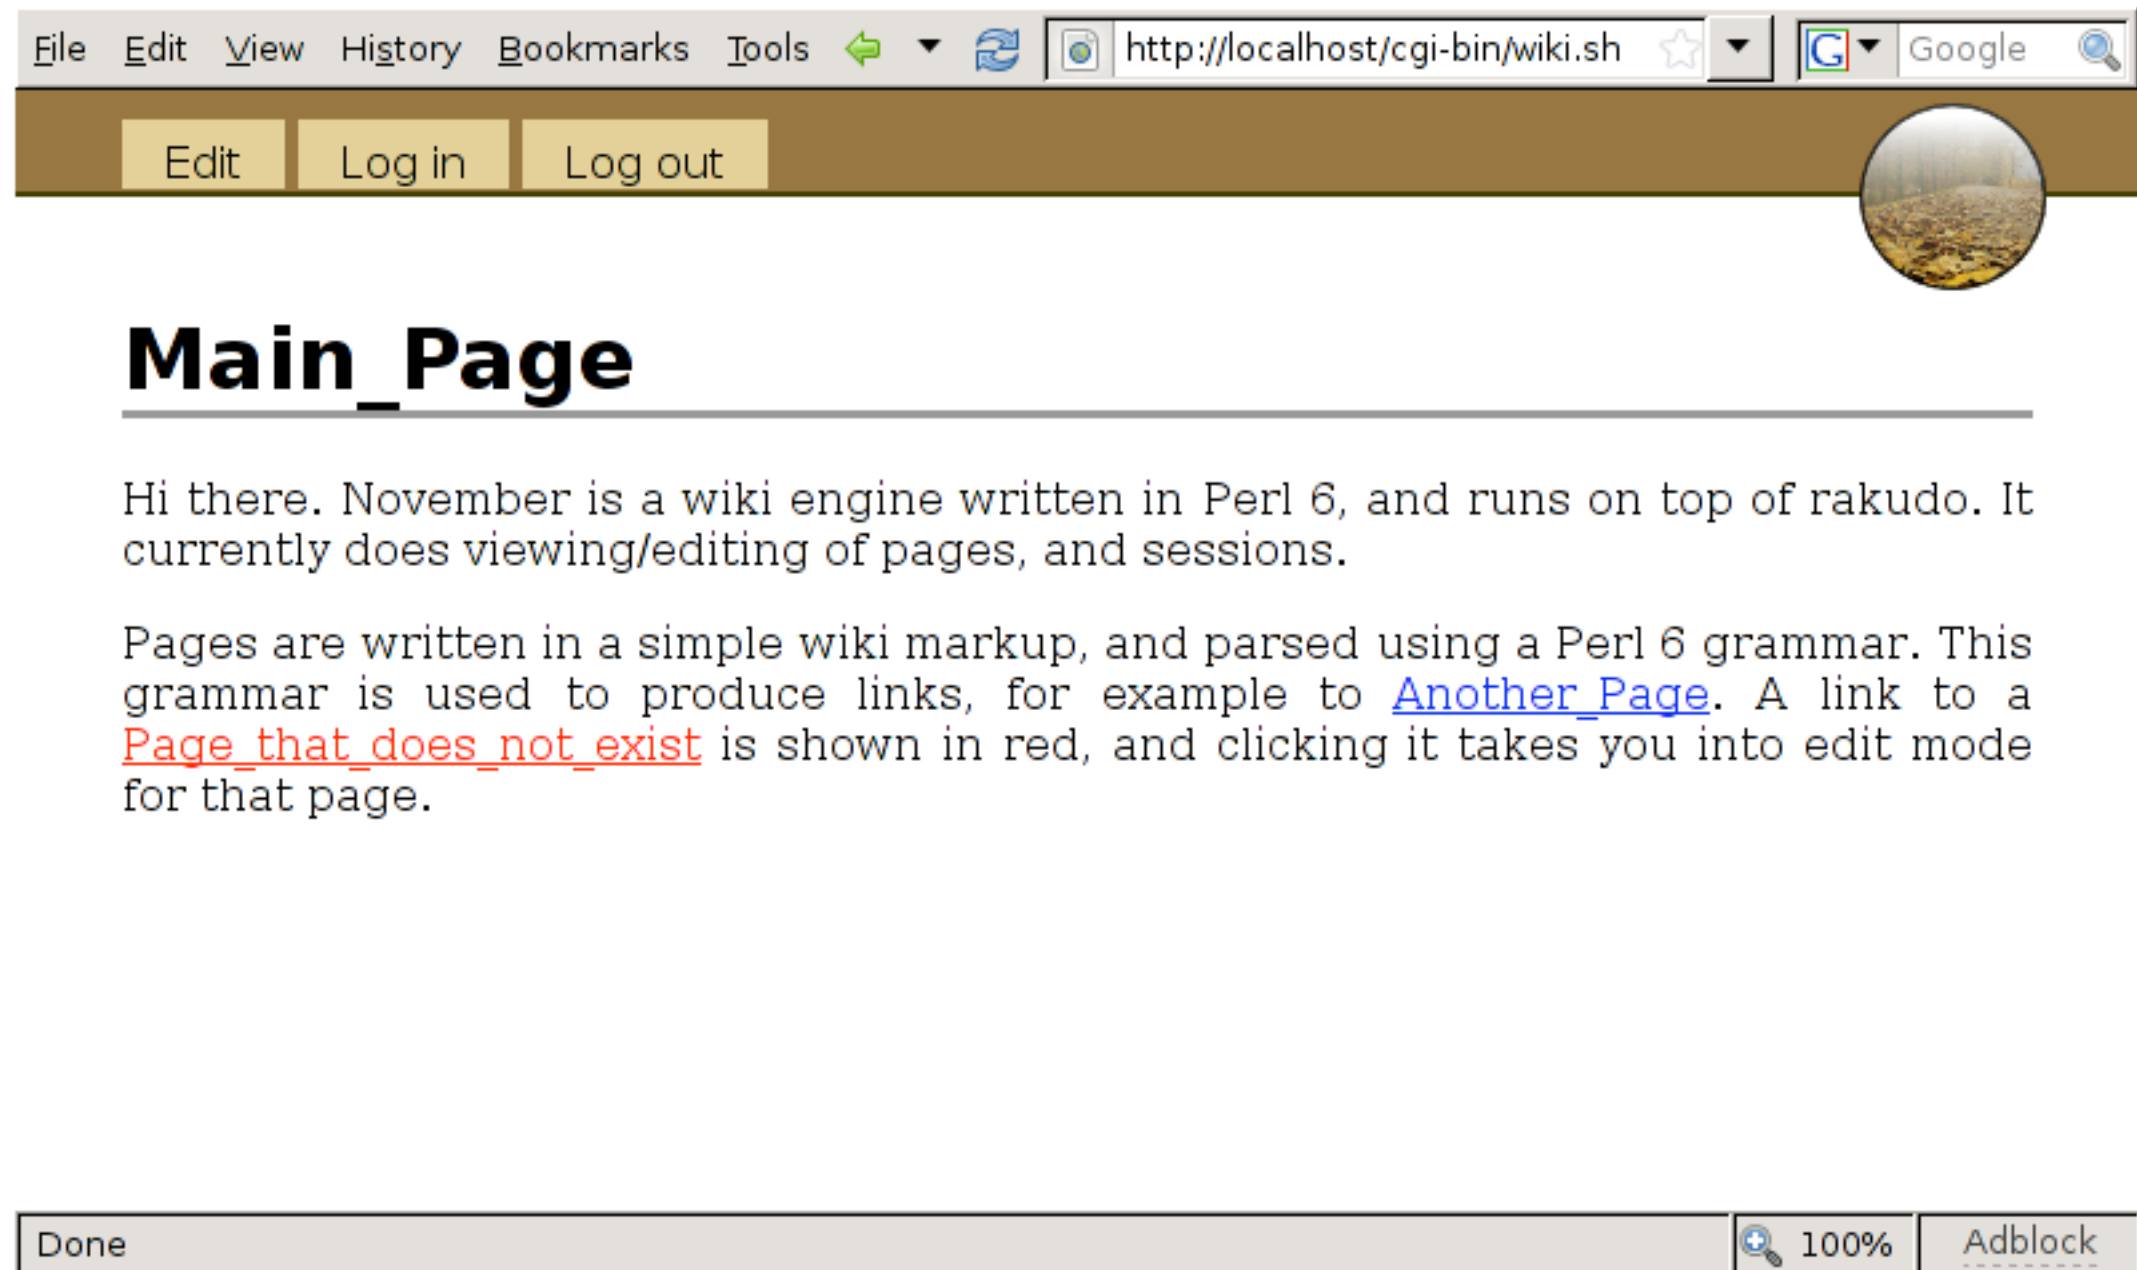 File Edit View History Bookmarks Tools http://localhost/cgi-bin/wiki.sh G Google
Edit Log in Log out
Main_Page
Hi there. November is a wiki engine written in Perl 6, and runs on top of rakudo. It
currently does viewing/editing of pages, and sessions.
Pages are written in a simple wiki markup, and parsed using a Perl 6 grammar. This
grammar is used to produce links, for example to Another_Page. A link to a
Page_that_does_not_exist is shown in red, and clicking it takes you into edit mode
for that page.
Done 100% Adblock